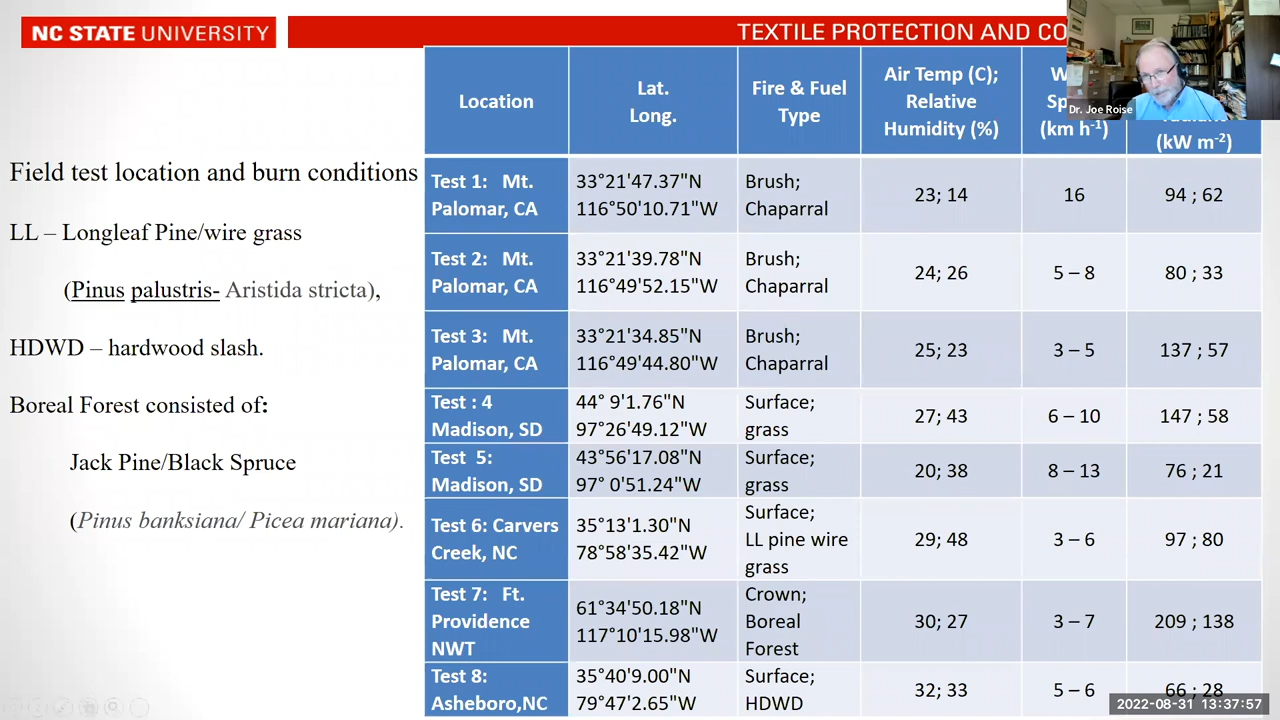 NC STATE UNIVERSITY
TEXTILE PROTECTION AND CO
Dr. Joe Roise
Field test location and burn conditions
LL – Longleaf Pine/wire grass
(Pinus palustris- Aristida stricta),
HDWD – hardwood slash.
Boreal Forest consisted of:
Jack Pine/Black Spruce
(Pinus banksiana/ Picea mariana).
Location
Lat.
Long.
Fire & Fuel
Type
Air Temp (C);
Relative
Humidity (%)
(km h-1)
(kW m-2)
Test 1: Mt.
Palomar, CA
33°21'47.37"N
116°50'10.71"W
Brush;
Chaparral
23; 14
16
94 ; 62
Test 2: Mt.
Palomar, CA
33°21'39.78"N
116°49'52.15"W
Brush;
Chaparral
24; 26
5 – 8
80 ; 33
Test 3: Mt.
Palomar, CA
33°21'34.85"N
116°49'44.80"W
Brush;
Chaparral
25; 23
3 – 5
137 ; 57
Test : 4
Madison, SD
44° 9'1.76"N
97°26'49.12"W
Surface;
grass
27; 43
6 – 10
147 ; 58
Test 5:
Madison, SD
43°56'17.08"N
97° 0'51.24"W
Surface;
grass
20; 38
8 – 13
76 ; 21
Test 6: Carvers
Creek, NC
35°13'1.30"N
78°58'35.42"W
Surface;
LL pine wire
grass
29; 48
3 – 6
97 ; 80
Test 7: Ft.
Providence
NWT
61°34'50.18"N
117°10'15.98"W
Crown;
Boreal
Forest
30; 27
3 – 7
209 ; 138
Test 8:
Asheboro,NC
35°40'9.00"N
79°47'2.65"W
Surface;
HDWD
32; 33
5 – 6
66 ; 28
2022-08-31 13:37:57